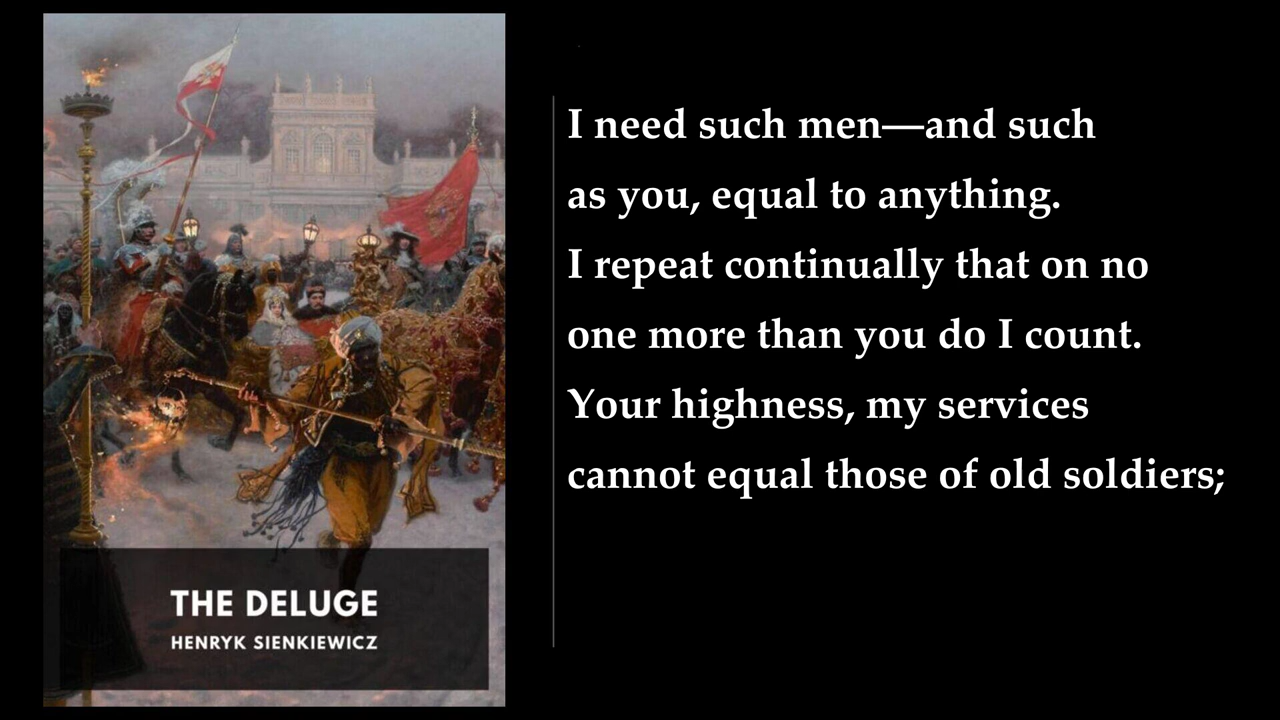 I need such men—and such
as you, equal to anything.
I repeat continually that on no
one more than you do I count.
Your highness, my services
cannot equal those of old soldiers;
THE DELUGE
HENRYK SIENKIEWICZ